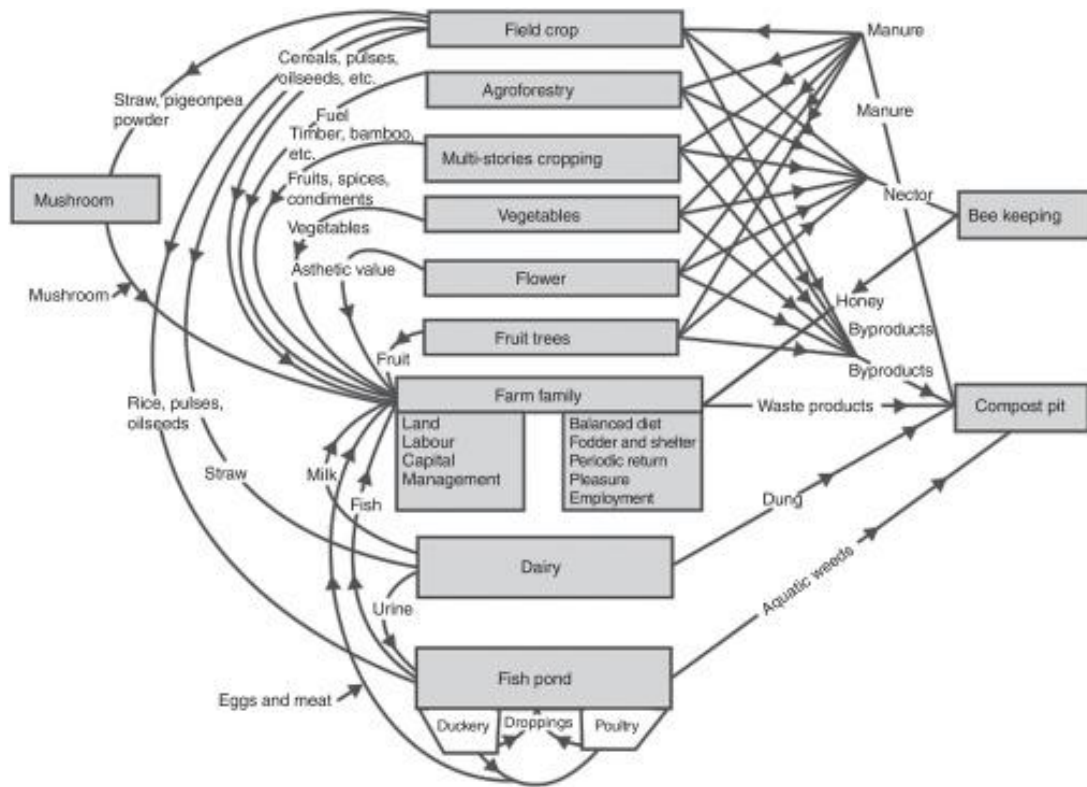 Field crop
Manure
Cereals, pulses,
oilseeds, etc.
Agroforestry
Straw, pigeonpea
powder
Fuel
Manure
Timber, bamboo,
etc.
Multi-stories cropping
Fruits, spices,
condiments
Mushroom
Nector
Vegetables
Bee keeping
Vegetables
Asthetic value
Flower
Mushroom
Honey
Byproducts
Fruit trees
Fruit
Byproducts
Farm family
Waste products
Compost pit
Rice, pulses,
oilseeds
Land
Labour
Capital
Management
Balanced diet
Fodder and shelter
Periodic return
Pleasure
Employment
Straw
Milk
Fish
Dung
Dairy
Aquatic weeds
Urine
Fish pond
Eggs and meat
Duckery
Droppings
Poultry